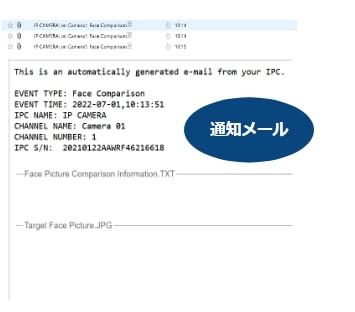 IP CAMERA: on Camera1 Face Comparison 10:14
IP CAMERA: on Camera1 Face Comparison 10:14
IP CAMERA: on Camera1 Face Comparison 10:15
This is an automatically generated e-mail from your IPC.
EVENT TYPE: Face Comparison
EVENT TIME: 2022-07-01,10:13:51
IPC NAME: IP CAMERA
CHANNEL NAME: Camera 01
CHANNEL NUMBER: 1
IPC S/N: 20210122AAWRF46216618
通知メール
Face Picture Comparison Information.TXT
Target Face Picture.JPG